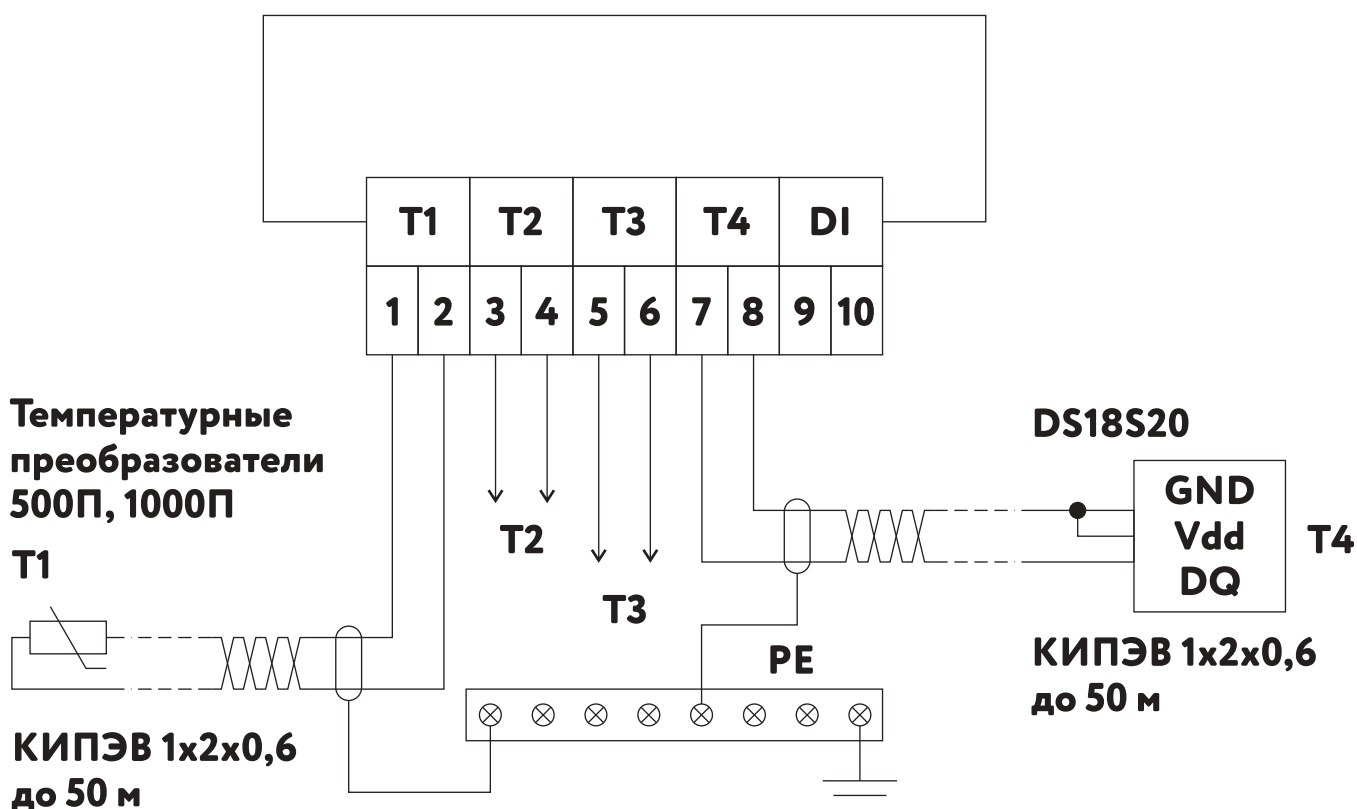 T1 T2 T3 T4 DI
1 2 3 4 5 6 7 8 9 10
Температурные
преобразователи
500П, 1000П
T1
T2
T3
DS18S20
GND
Vdd
DQ
T4
КИПЭВ 1x2x0,6
до 50 м
PE
КИПЭВ 1x2x0,6
до 50 м